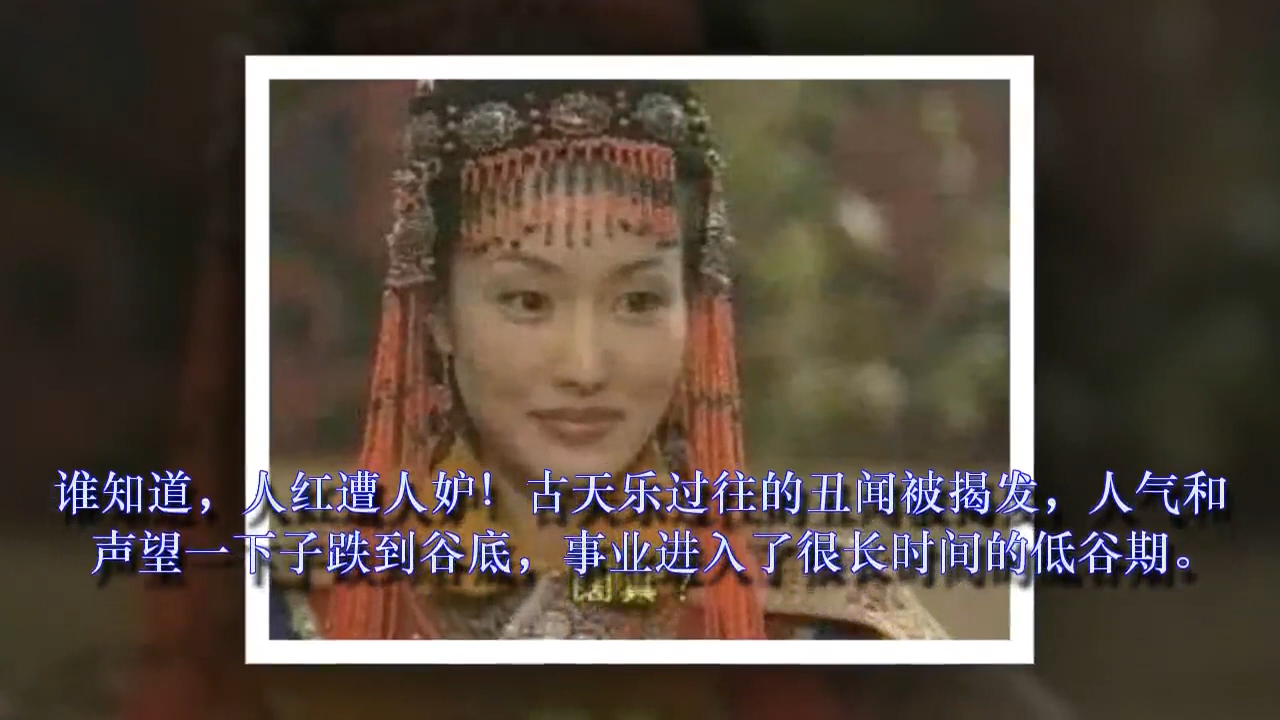 谁知道，人红遭人妒！古天乐过往的丑闻被揭发，人气和
声望一下子跌到谷底，事业进入了很长时间的低谷期。